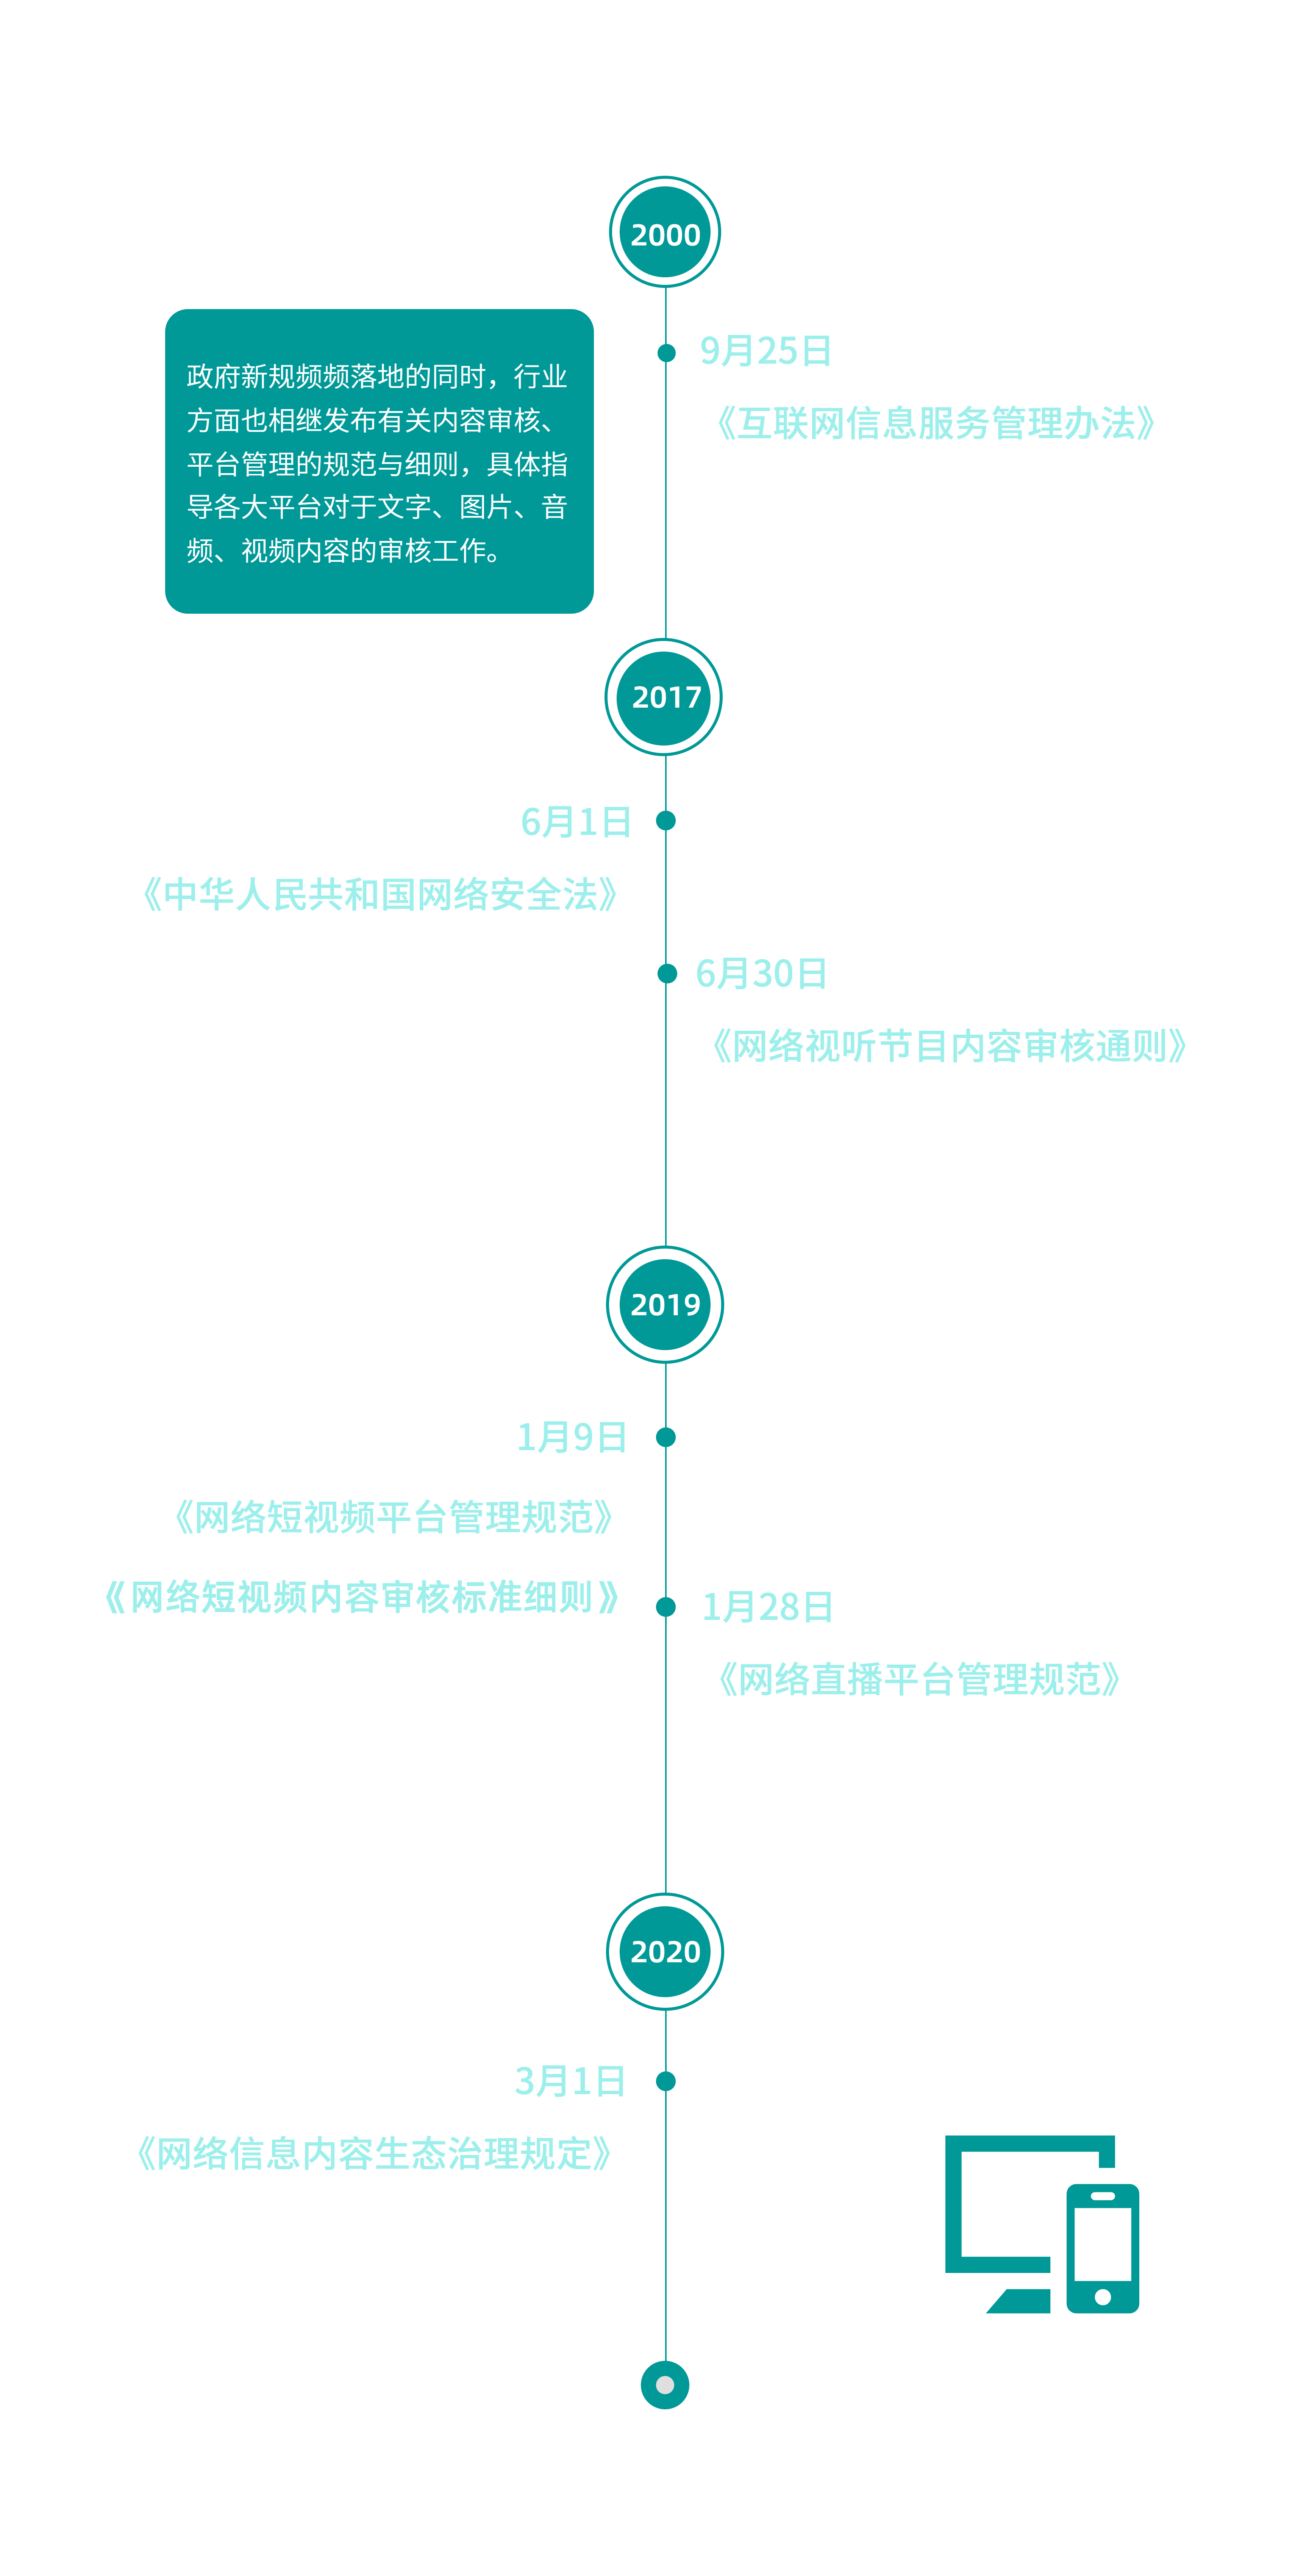 2000
9月25日
《互联网信息服务管理办法》
政府新规频频落地的同时，行业
方面也相继发布有关内容审核、
平台管理的规范与细则，具体指
导各大平台对于文字、图片、音
频、视频内容的审核工作。
2017
6月1日
《中华人民共和国网络安全法》
6月30日
《网络视听节目内容审核通则》
2019
1月9日
《网络短视频平台管理规范》
《网络短视频内容审核标准细则》
1月28日
《网络直播平台管理规范》
2020
3月1日
《网络信息内容生态治理规定》